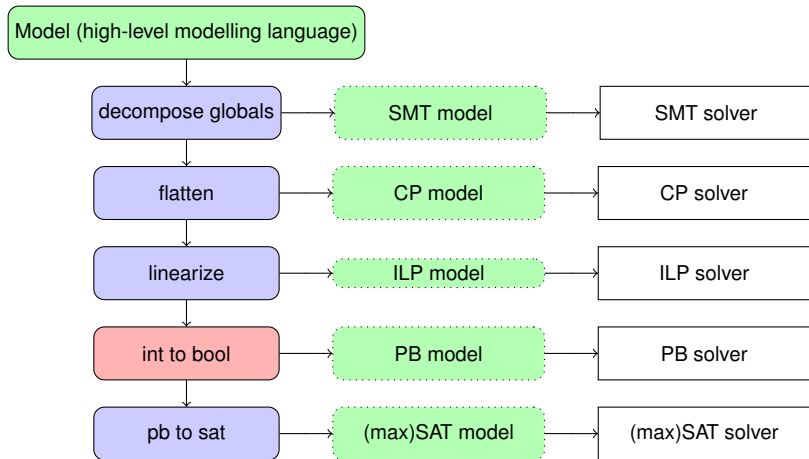 Model (high-level modelling language)
decompose globals
SMT model
SMT solver
flatten
CP model
CP solver
linearize
ILP model
ILP solver
int to bool
PB model
PB solver
pb to sat
(max)SAT model
(max)SAT solver